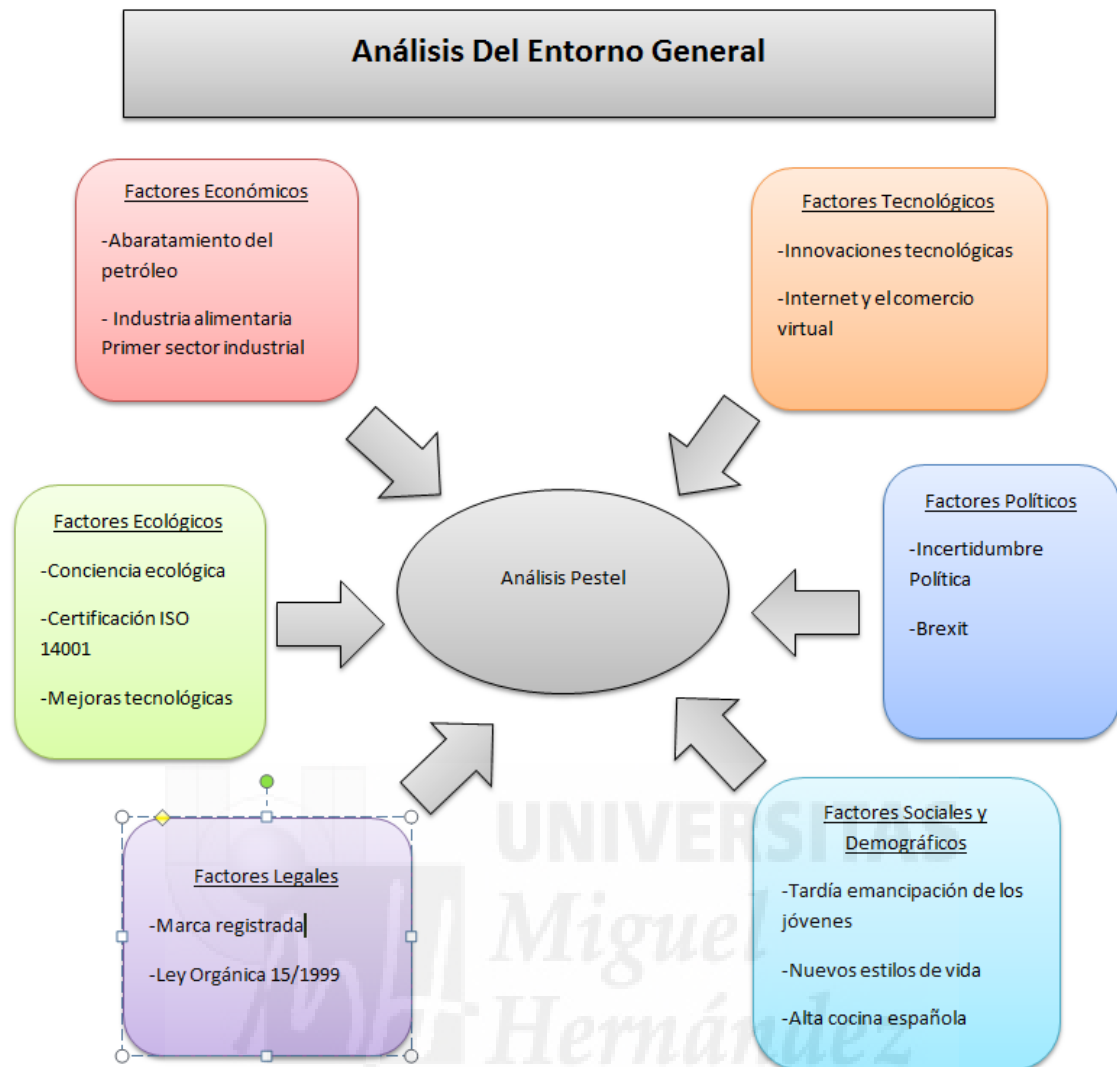 Análisis Del Entorno General
Factores Económicos
-Abaratamiento del
petróleo
- Industria alimentaria
Primer sector industrial
Factores Tecnológicos
-Innovaciones tecnológicas
-Internet y el comercio
virtual
Factores Ecológicos
-Conciencia ecológica
-Certificación ISO
14001
-Mejoras tecnológicas
Análisis Pestel
Factores Políticos
-Incertidumbre
Política
-Brexit
Factores Legales
-Marca registrada
-Ley Orgánica 15/1999
Factores Sociales y
Demográficos
-Tardía emancipación de los
jóvenes
-Nuevos estilos de vida
-Alta cocina española
UNIVERSITAS
Miguel
Hernández